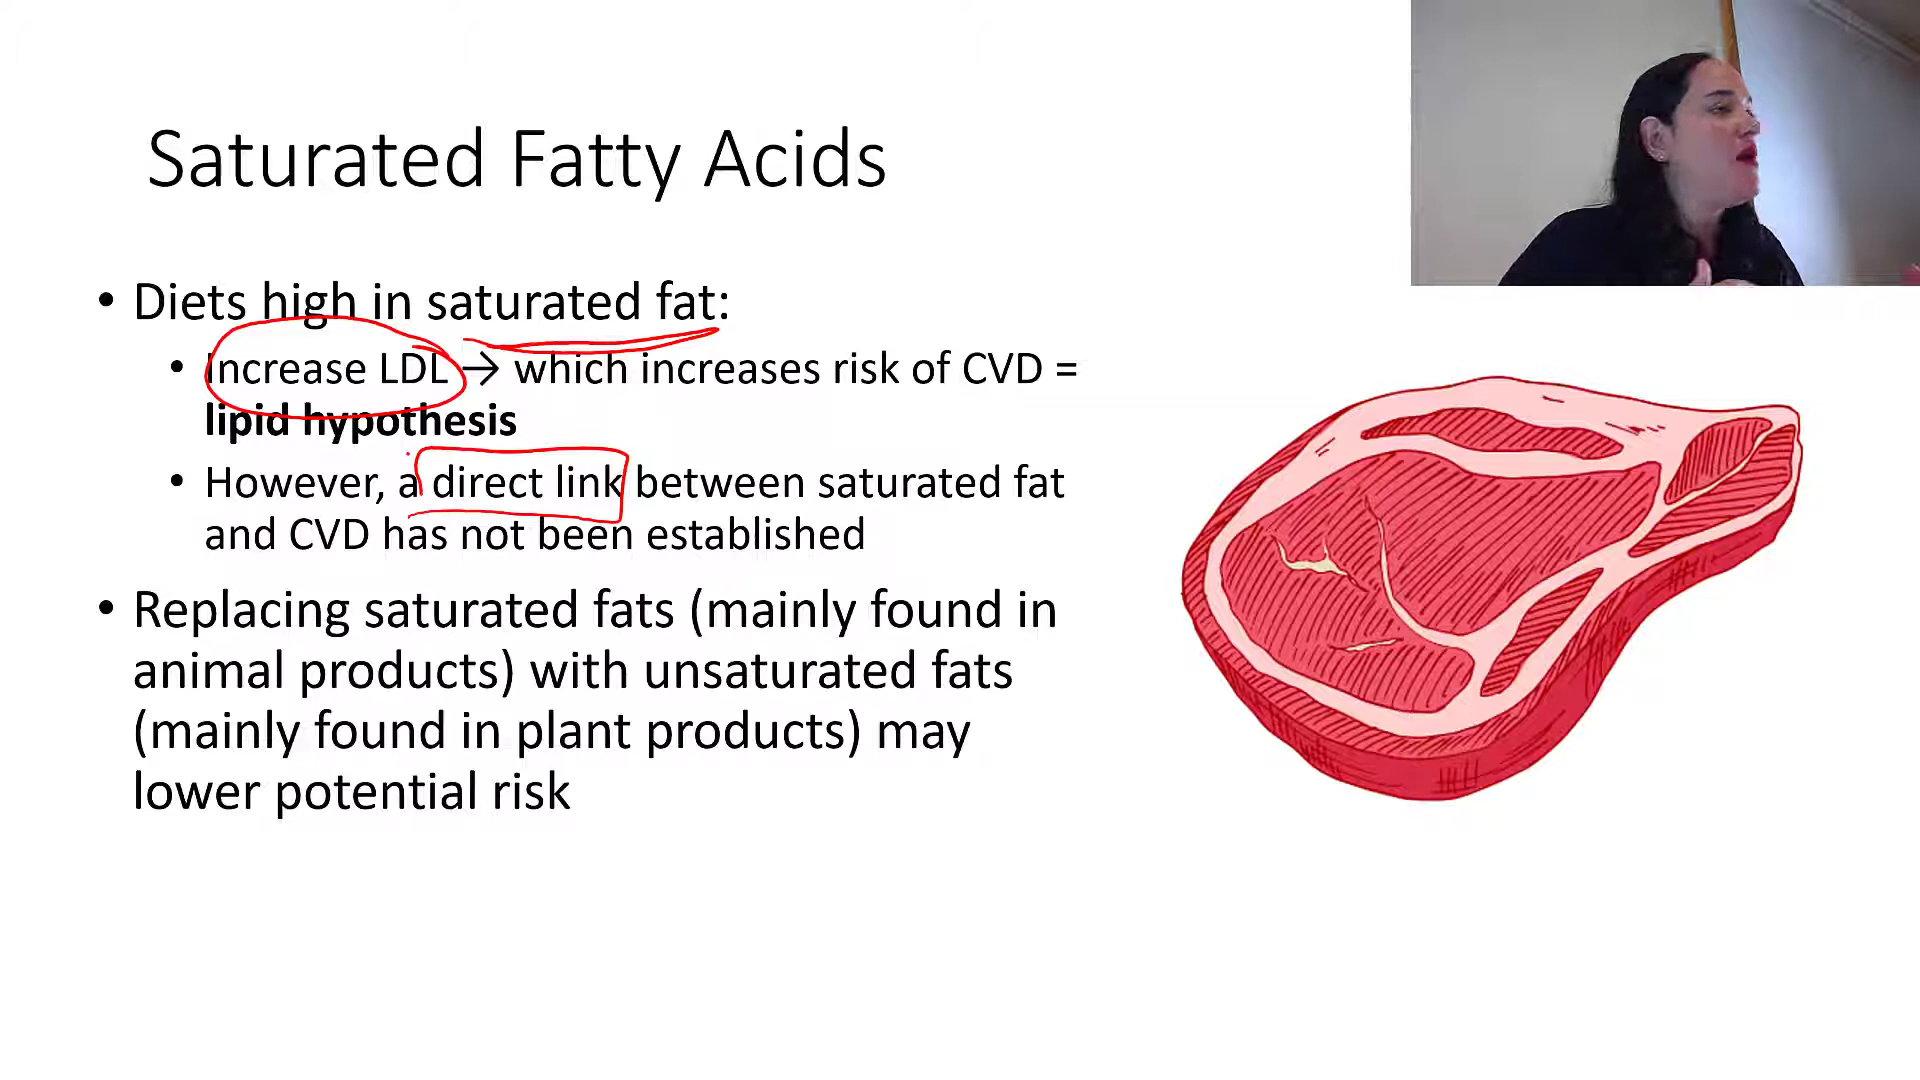 Saturated Fatty Acids
• Diets high in saturated fat:
• Increase LDL → which increases risk of CVD =
lipid hypothesis
• However, a direct link between saturated fat
and CVD has not been established
• Replacing saturated fats (mainly found in
animal products) with unsaturated fats
(mainly found in plant products) may
lower potential risk